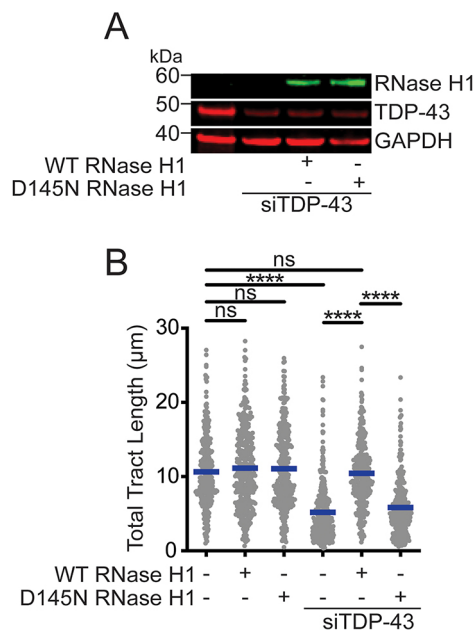 A
kDa
60
RNase H1
50
TDP-43
40
GAPDH
WT RNase H1 + -
D145N RNase H1 - +
siTDP-43
B
ns
****
ns **** 
ns ****
30
20
10
0
Total Tract Length (µm)
WT RNase H1 - + - - + -
D145N RNase H1 - - + - - +
siTDP-43